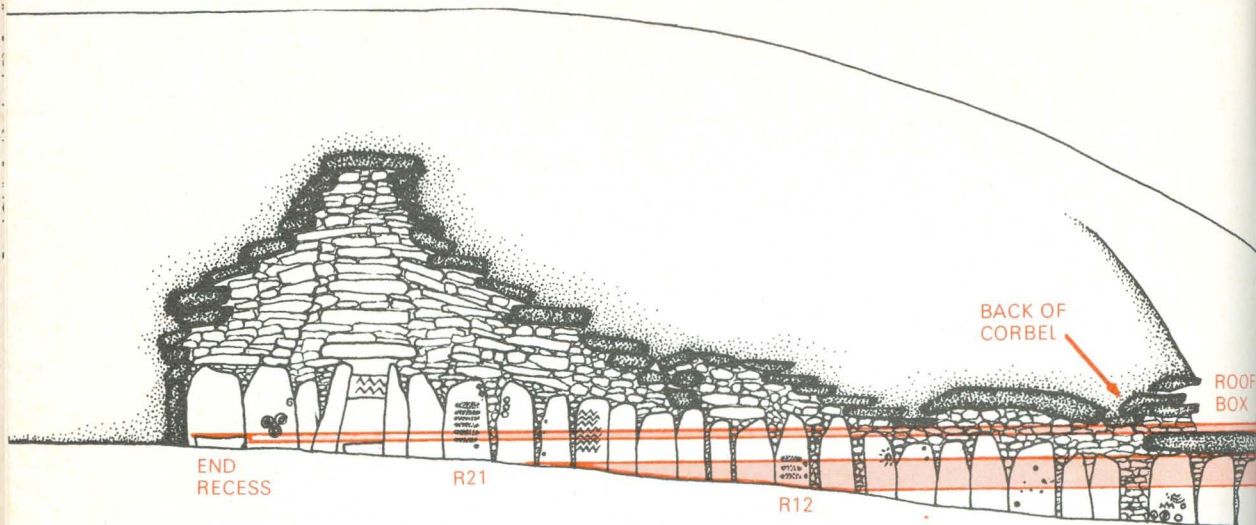 BACK OF
CORBEL
ROOF
BOX
END
RECESS
R21
R12